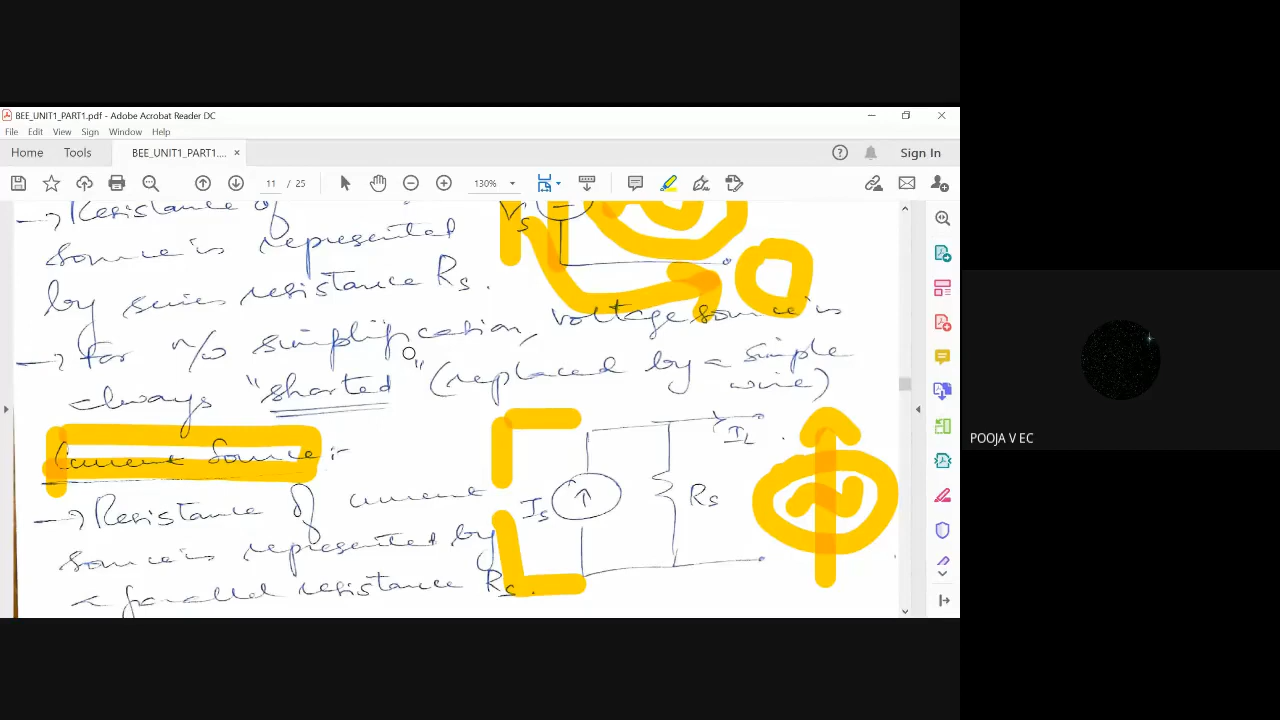 BEE_UNIT1_PART1.pdf - Adobe Acrobat Reader DC
File Edit View Sign Window Help
Home Tools BEE_UNIT1_PART1.... × Sign In
11 / 25 130%
→ Resistance of
source is represented
by series resistance Rs.
→ For n/o simplification, voltage source is
always "shorted" (replaced by a simple
wire)
Vs
Current Source :-
→ Resistance of current
source is represented by
a parallel resistance Rs.
Is
Rs
IL
POOJA V EC